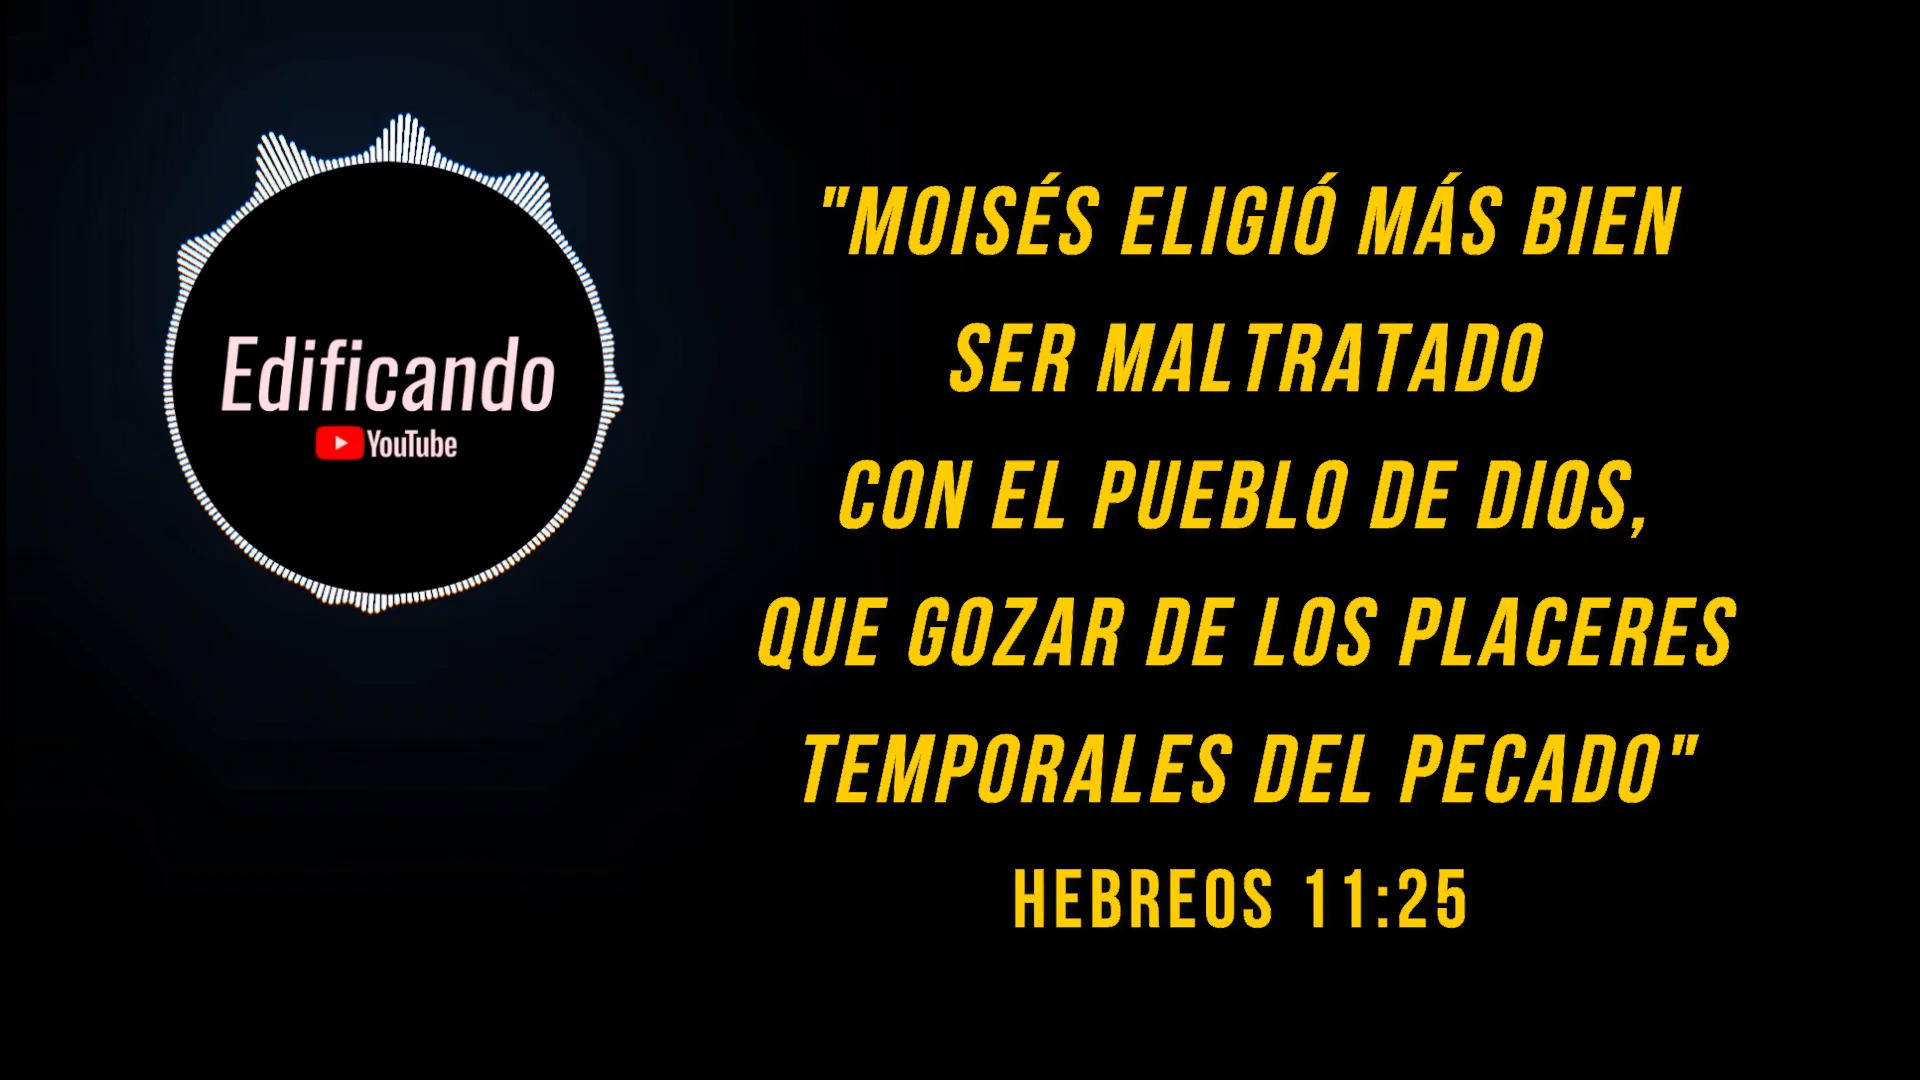 Edificando
YouTube
"MOISÉS ELIGIÓ MÁS BIEN
SER MALTRATADO
CON EL PUEBLO DE DIOS,
QUE GOZAR DE LOS PLACERES
TEMPORALES DEL PECADO"
HEBREOS 11:25